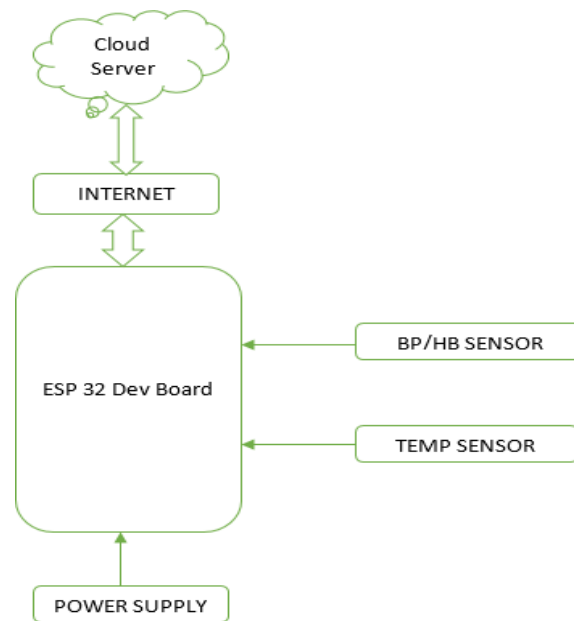 Cloud
Server
INTERNET
ESP 32 Dev Board
BP/HB SENSOR
TEMP SENSOR
POWER SUPPLY